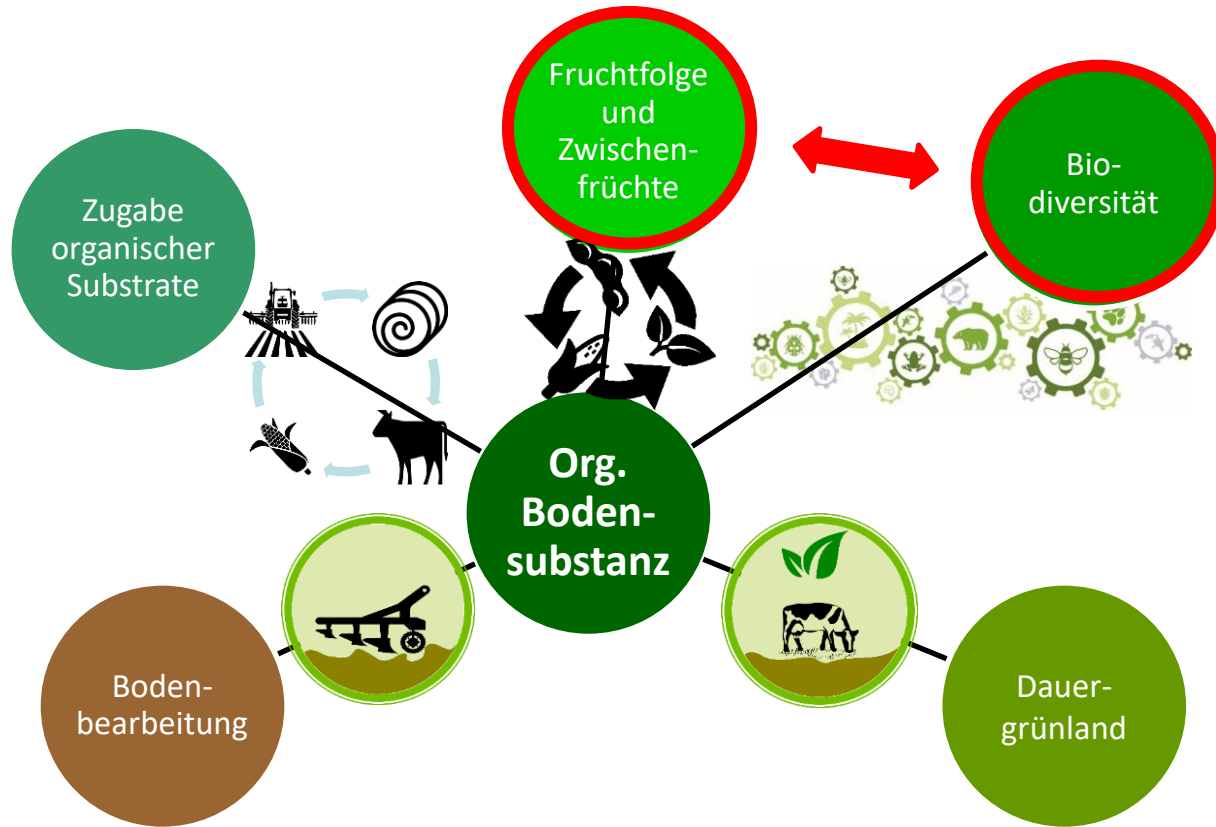 Fruchtfolge
und
Zwischen-
früchte
Bio-
diversität
Zugabe
organischer
Substrate
Org.
Boden-
substanz
Boden-
bearbeitung
Dauer-
grünland